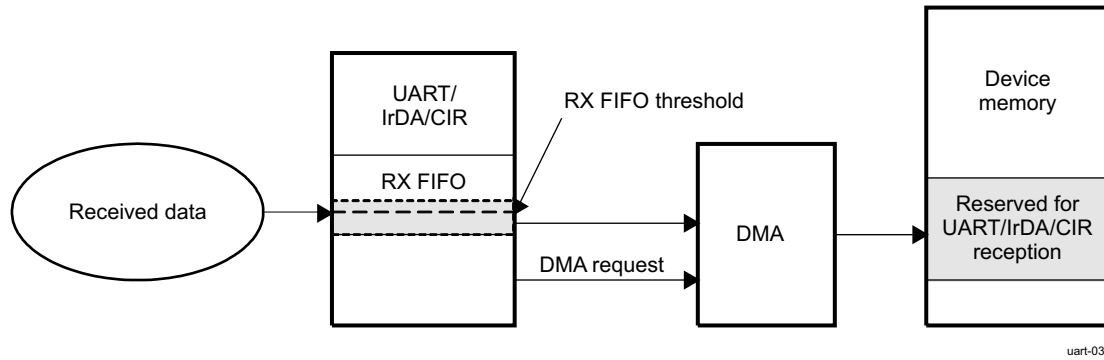 UART/
IrDA/CIR
RX FIFO threshold
Device
memory
RX FIFO
Received data
DMA
Reserved for
UART/IrDA/CIR
reception
DMA request
uart-03